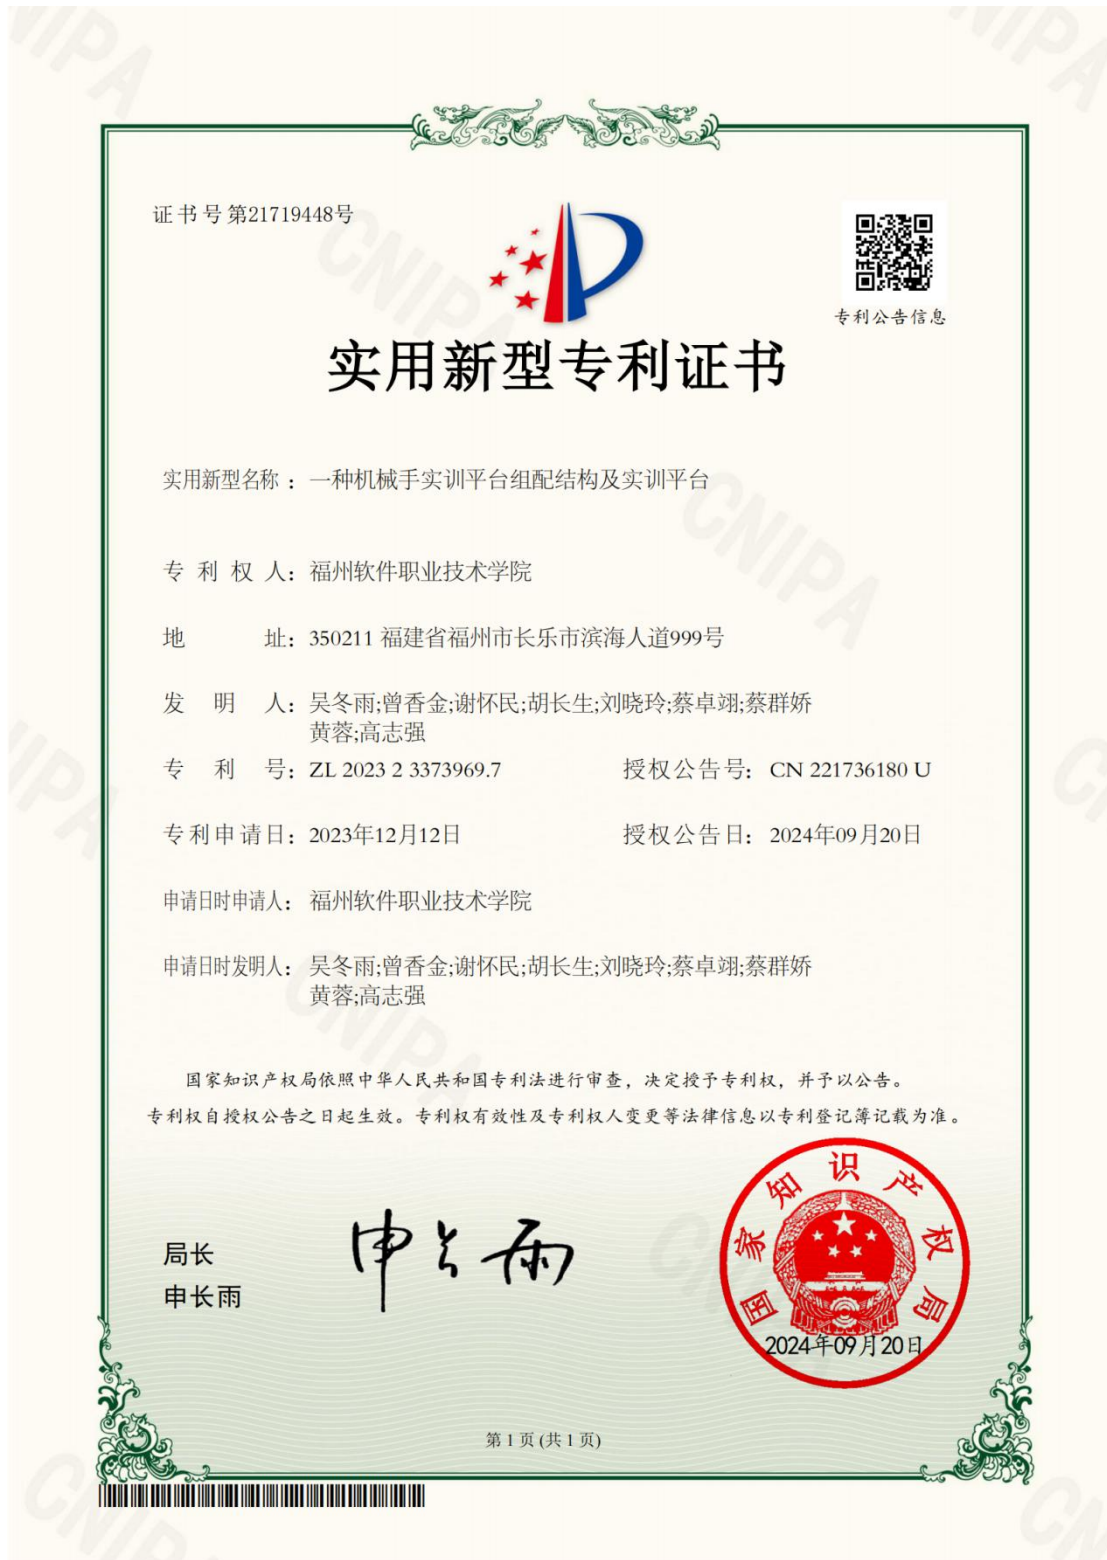 证书号第21719448号
专利公告信息
实用新型专利证书
实用新型名称：一种机械手实训平台组配结构及实训平台
专利权人：福州软件职业技术学院
地址：350211 福建省福州市长乐市滨海人道999号
发明人：吴冬雨;曾香金;谢怀民;胡长生;刘晓玲;蔡卓翊;蔡群娇
黄蓉;高志强
专利号：ZL 2023 2 3373969.7 授权公告号：CN 221736180 U
专利申请日：2023年12月12日 授权公告日：2024年09月20日
申请日时申请人：福州软件职业技术学院
申请日时发明人：吴冬雨;曾香金;谢怀民;胡长生;刘晓玲;蔡卓翊;蔡群娇
黄蓉;高志强
国家知识产权局依照中华人民共和国专利法进行审查，决定授予专利权，并予以公告。
专利权自授权公告之日起生效。专利权有效性及专利权人变更等法律信息以专利登记簿记载为准。
局长
申长雨
申长雨
国家知识产权局
2024年09月20日
第 1 页 (共 1 页)
CNIPA